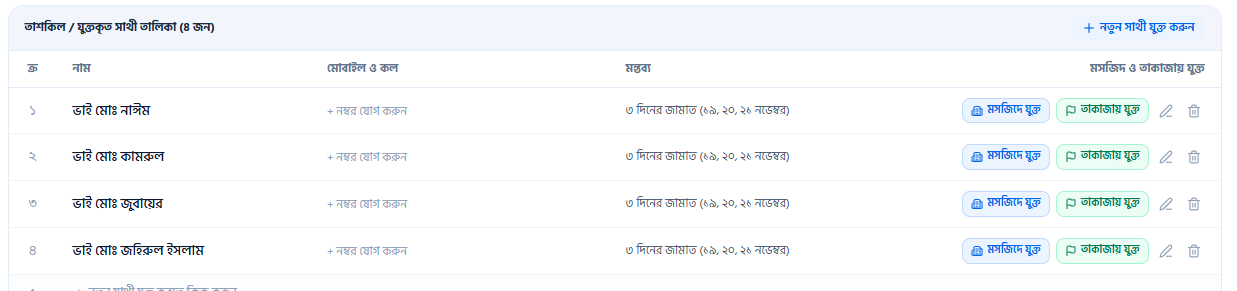 তাশকিল / যুক্তকৃত সাথী তালিকা (৪ জন) + নতুন সাথী যুক্ত করুন
ক্র নাম মোবাইল ও কল মন্তব্য মসজিদ ও তাকাজায় যুক্ত
১ ভাই মোঃ নাঈম + নম্বর যোগ করুন ৩ দিনের জামাত (১৯, ২০, ২১ নভেম্বর) মসজিদে যুক্ত তাকাজায় যুক্ত
২ ভাই মোঃ কামরুল + নম্বর যোগ করুন ৩ দিনের জামাত (১৯, ২০, ২১ নভেম্বর) মসজিদে যুক্ত তাকাজায় যুক্ত
৩ ভাই মোঃ জুবায়ের + নম্বর যোগ করুন ৩ দিনের জামাত (১৯, ২০, ২১ নভেম্বর) মসজিদে যুক্ত তাকাজায় যুক্ত
৪ ভাই মোঃ জহিরুল ইসলাম + নম্বর যোগ করুন ৩ দিনের জামাত (১৯, ২০, ২১ নভেম্বর) মসজিদে যুক্ত তাকাজায় যুক্ত